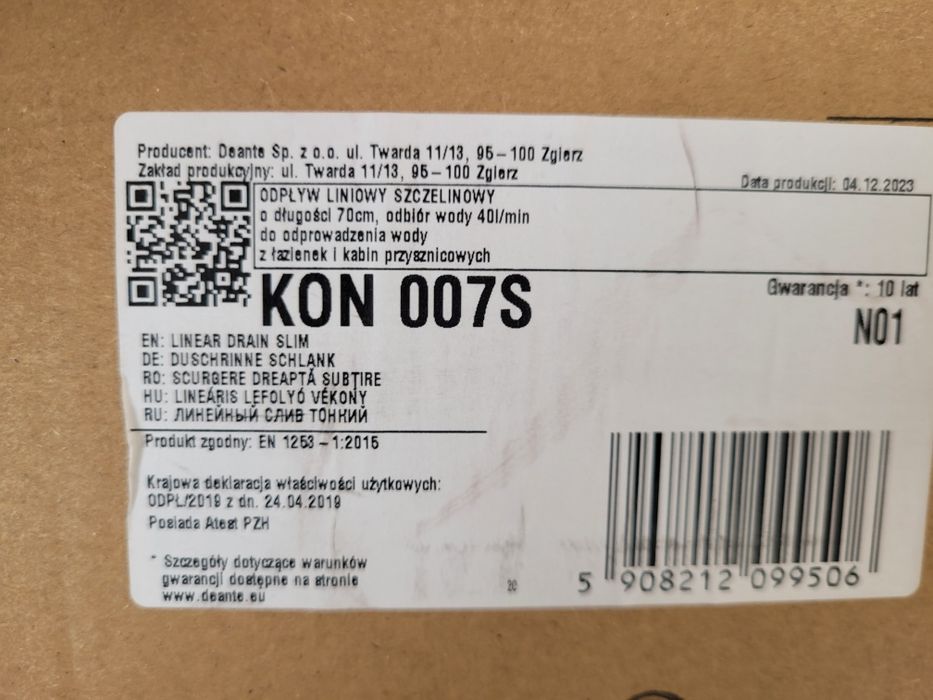 Producent: Deante Sp. z o.o. ul. Twarda 11/13, 95-100 Zgierz
Zakład produkcyjny: ul. Twarda 11/13, 95-100 Zgierz
Data produkcji: 04.12.2023
ODPŁYW LINIOWY SZCZELINOWY
o długości 70cm, odbiór wody 40l/min
do odprowadzenia wody
z łazienek i kabin przysznicowych
KON 007S
Gwarancja *: 10 lat
N01
EN: LINEAR DRAIN SLIM
DE: DUSCHRINNE SCHLANK
RO: SCURGERE DREAPTĂ SUBȚIRE
HU: LINEÁRIS LEFOLYÓ VÉKONY
RU: ЛИНЕЙНЫЙ СЛИВ ТОНКИЙ
Produkt zgodny: EN 1253-1:2015
Krajowa deklaracja właściwości użytkowych:
ODPŁ/2019 z dn. 24.04.2019
Posiada Atest PZH
* Szczegóły dotyczące warunków
gwarancji dostępne na stronie
www.deante.eu
5 908212 099506